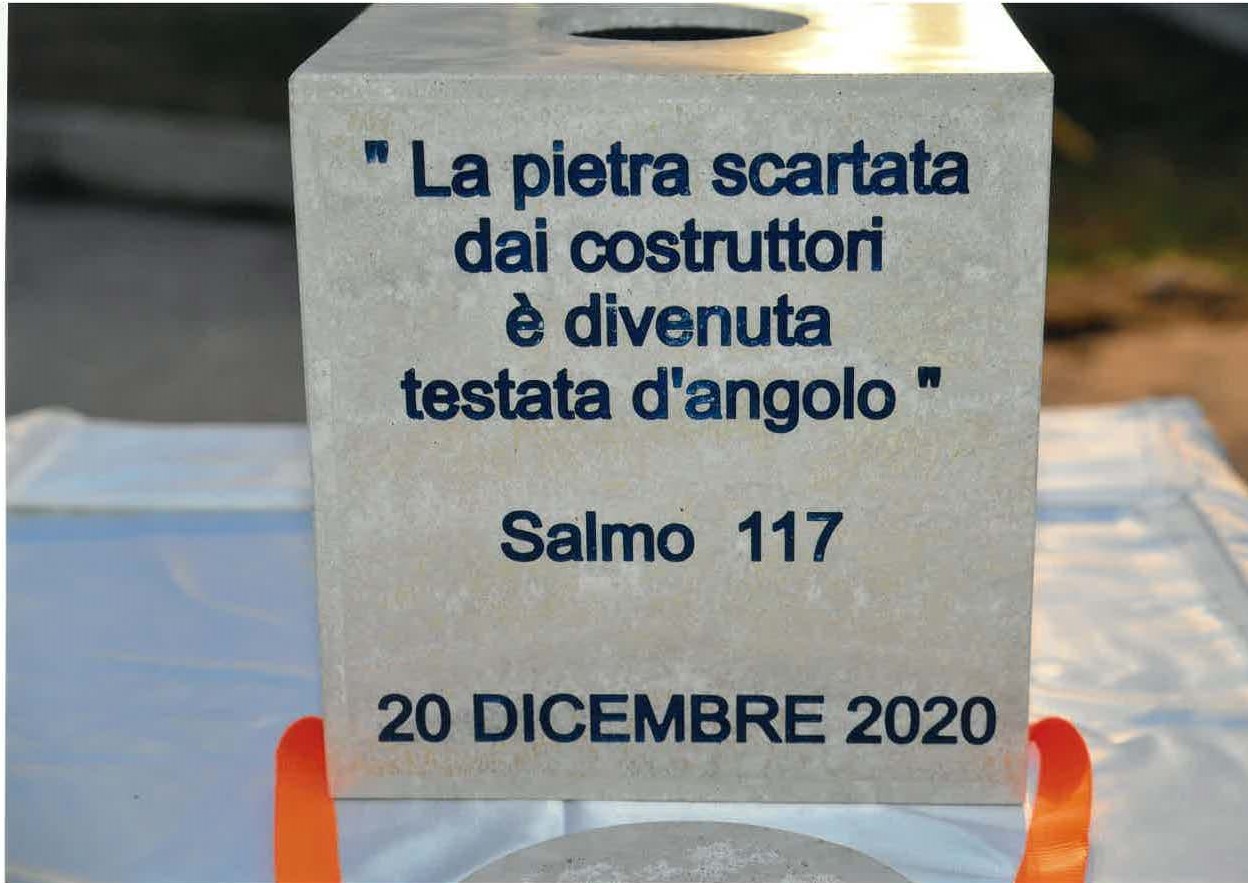 " La pietra scartata
dai costruttori
è divenuta
testata d'angolo "
Salmo 117
20 DICEMBRE 2020